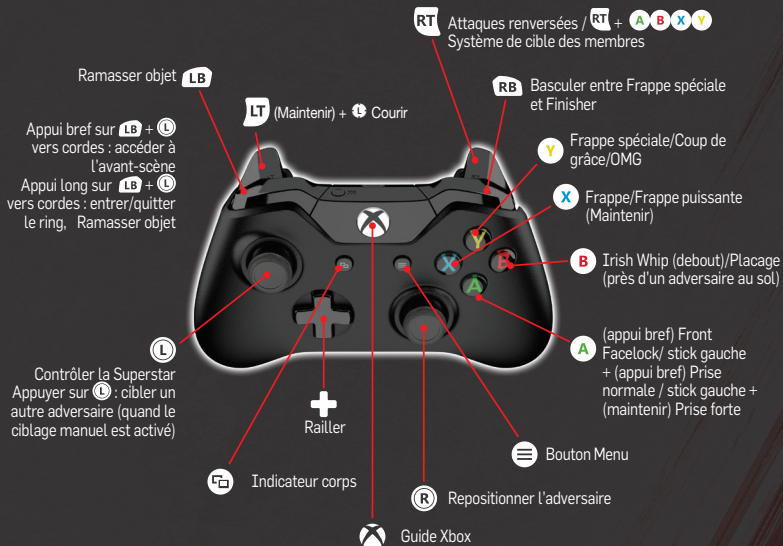 RT Attaques renversées / RT + A B X Y
Système de cible des membres
Ramasser objet LB
LT (Maintenir) + L Courir
RB Basculer entre Frappe spéciale
et Finisher
Appui bref sur LB + L
vers cordes : accéder à
l'avant-scène
Appui long sur LB + L
vers cordes : entrer/quitter
le ring, Ramasser objet
Y Frappe spéciale/Coup de
grâce/OMG
X Frappe/Frappe puissante
(Maintenir)
B Irish Whip (debout)/Placage
(près d'un adversaire au sol)
A (appui bref) Front
Facelock/ stick gauche
+ (appui bref) Prise
normale / stick gauche +
(maintenir) Prise forte
Y
X
B
A
L
Contrôler la Superstar
Appuyer sur L : cibler un
autre adversaire (quand le
ciblage manuel est activé)
Railler
Bouton Menu
Indicateur corps
R Repositionner l'adversaire
Guide Xbox